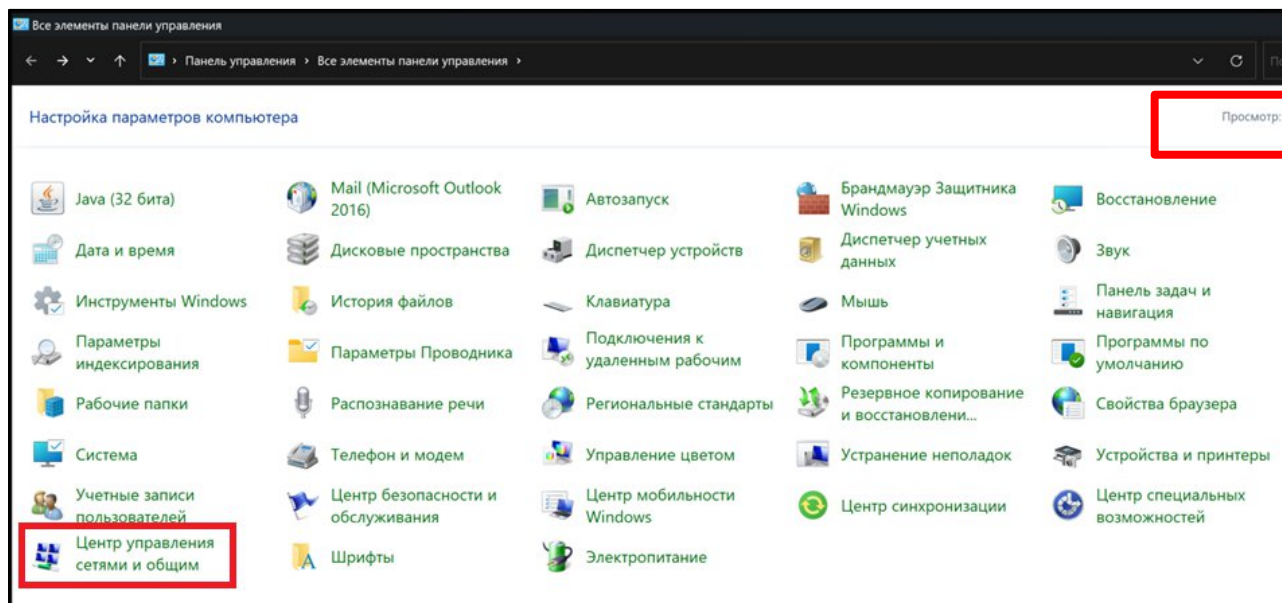 Все элементы панели управления
Панель управления › Все элементы панели управления ›
Настройка параметров компьютера
Просмотр:
Java (32 бита)
Mail (Microsoft Outlook
2016)
Автозапуск
Брандмауэр Защитника
Windows
Восстановление
Дата и время
Дисковые пространства
Диспетчер устройств
Диспетчер учетных
данных
Звук
Инструменты Windows
История файлов
Клавиатура
Мышь
Панель задач и
навигация
Параметры
индексирования
Параметры Проводника
Подключения к
удаленным рабочим
Программы и
компоненты
Программы по
умолчанию
Рабочие папки
Распознавание речи
Региональные стандарты
Резервное копирование
и восстановлени...
Свойства браузера
Система
Телефон и модем
Управление цветом
Устранение неполадок
Устройства и принтеры
Учетные записи
пользователей
Центр безопасности и
обслуживания
Центр мобильности
Windows
Центр синхронизации
Центр специальных
возможностей
Центр управления
сетями и общим
Шрифты
Электропитание